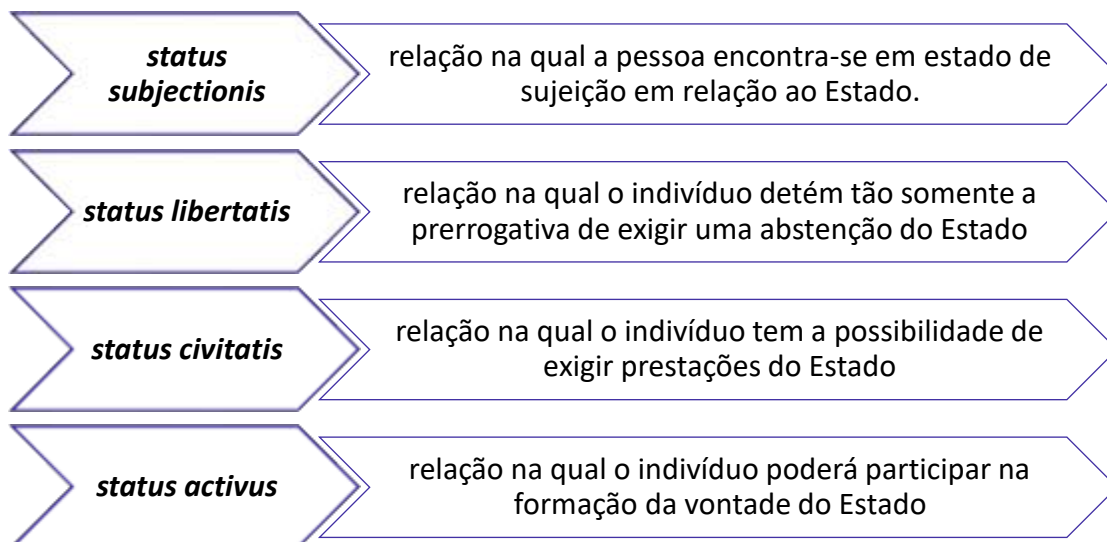 status
subjectionis
relação na qual a pessoa encontra-se em estado de
sujeição em relação ao Estado.
status libertatis
relação na qual o indivíduo detém tão somente a
prerrogativa de exigir uma abstenção do Estado
status civitatis
relação na qual o indivíduo tem a possibilidade de
exigir prestações do Estado
status activus
relação na qual o indivíduo poderá participar na
formação da vontade do Estado